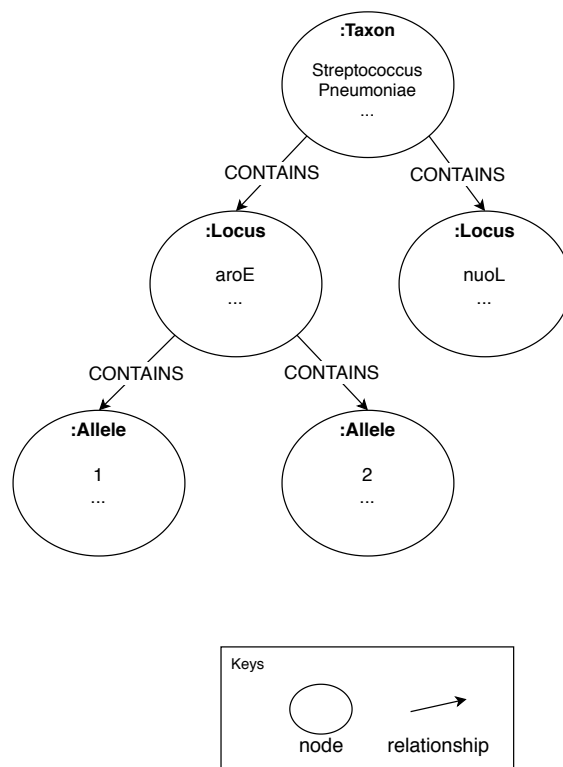 :Taxon
Streptococcus
Pneumoniae
...
CONTAINS
CONTAINS
:Locus
aroE
...
:Locus
nuoL
...
CONTAINS
CONTAINS
:Allele
1
...
:Allele
2
...
Keys
node
relationship